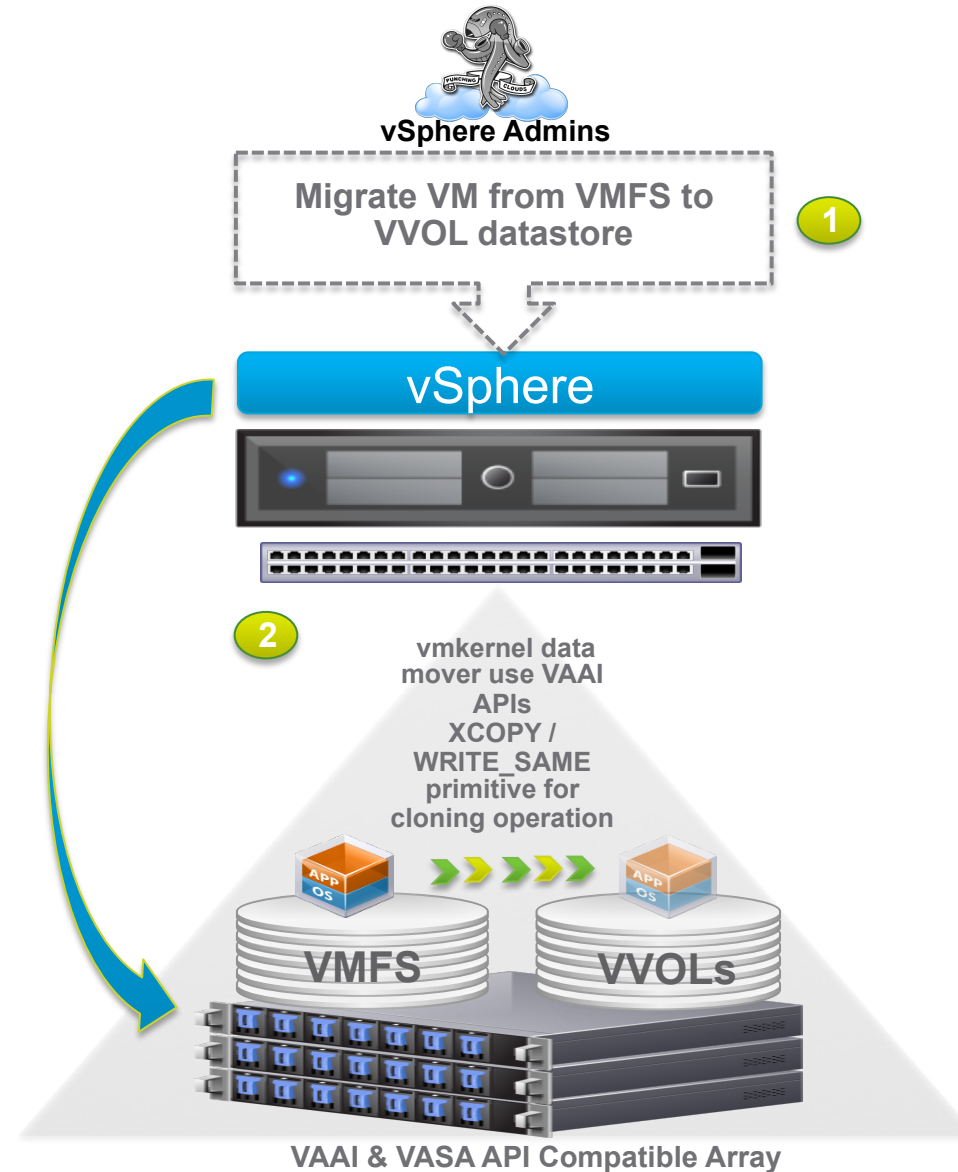 PUNCHING CLOUDS
vSphere Admins
Migrate VM from VMFS to
VVOL datastore
1
vSphere
2
vmkernel data
mover use VAAI
APIs
XCOPY /
WRITE_SAME
primitive for
cloning operation
APP
OS
APP
OS
VMFS
VVOLs
VAAI & VASA API Compatible Array